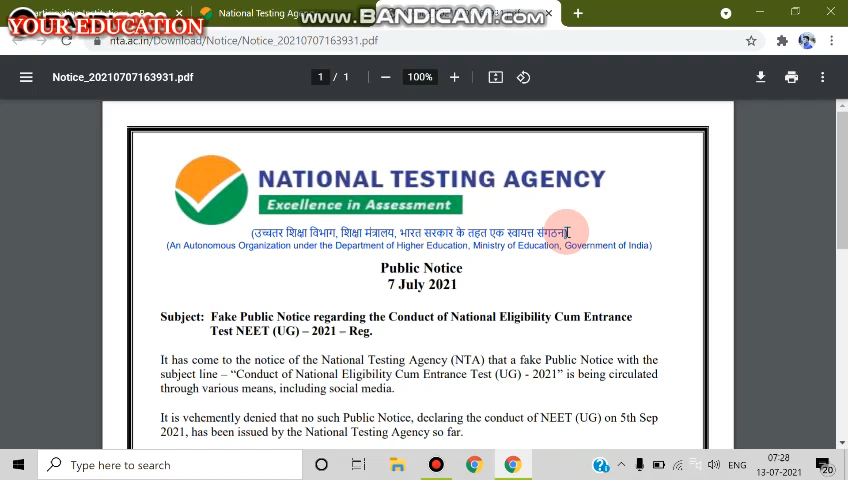 www.BANDICAM.com
YOUR EDUCATION
National Testing Age
nta.ac.in/Download/Notice/Notice_20210707163931.pdf
Notice_20210707163931.pdf
1 / 1
100%
NATIONAL TESTING AGENCY
Excellence in Assessment
(उच्चतर शिक्षा विभाग, शिक्षा मंत्रालय, भारत सरकार के तहत एक स्वायत्त संगठन)
(An Autonomous Organization under the Department of Higher Education, Ministry of Education, Government of India)
Public Notice
7 July 2021
Subject: Fake Public Notice regarding the Conduct of National Eligibility Cum Entrance
Test NEET (UG) – 2021 – Reg.
It has come to the notice of the National Testing Agency (NTA) that a fake Public Notice with the
subject line – “Conduct of National Eligibility Cum Entrance Test (UG) - 2021” is being circulated
through various means, including social media.
It is vehemently denied that no such Public Notice, declaring the conduct of NEET (UG) on 5th Sep
2021, has been issued by the National Testing Agency so far.
Type here to search
ENG
07:28
13-07-2021
20